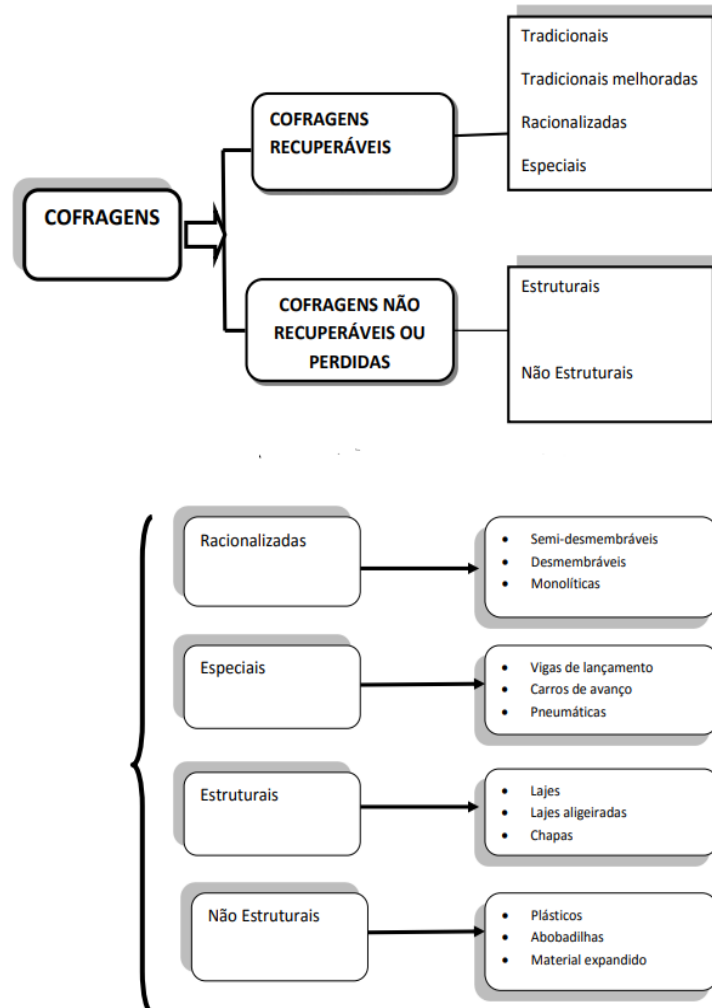 COFRAGENS
COFRAGENS
RECUPERÁVEIS
Tradicionais
Tradicionais melhoradas
Racionalizadas
Especiais
COFRAGENS NÃO
RECUPERÁVEIS OU
PERDIDAS
Estruturais
Não Estruturais
Racionalizadas
• Semi-desmembráveis
• Desmembráveis
• Monolíticas
Especiais
• Vigas de lançamento
• Carros de avanço
• Pneumáticas
Estruturais
• Lajes
• Lajes aligeiradas
• Chapas
Não Estruturais
• Plásticos
• Abobadilhas
• Material expandido